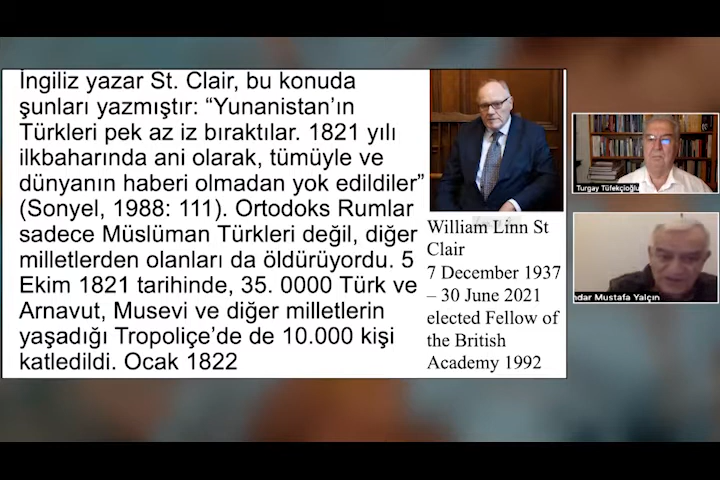 İngiliz yazar St. Clair, bu konuda
şunları yazmıştır: “Yunanistan’ın
Türkleri pek az iz bıraktılar. 1821 yılı
ilkbaharında ani olarak, tümüyle ve
dünyanın haberi olmadan yok edildiler”
(Sonyel, 1988: 111). Ortodoks Rumlar
sadece Müslüman Türkleri değil, diğer
milletlerden olanları da öldürüyordu. 5
Ekim 1821 tarihinde, 35. 0000 Türk ve
Arnavut, Musevi ve diğer milletlerin
yaşadığı Tropoliçe’de de 10.000 kişi
katledildi. Ocak 1822
William Linn St
Clair
7 December 1937
– 30 June 2021
elected Fellow of
the British
Academy 1992
Turgay Tüfekçioğlu
ndar Mustafa Yalçın